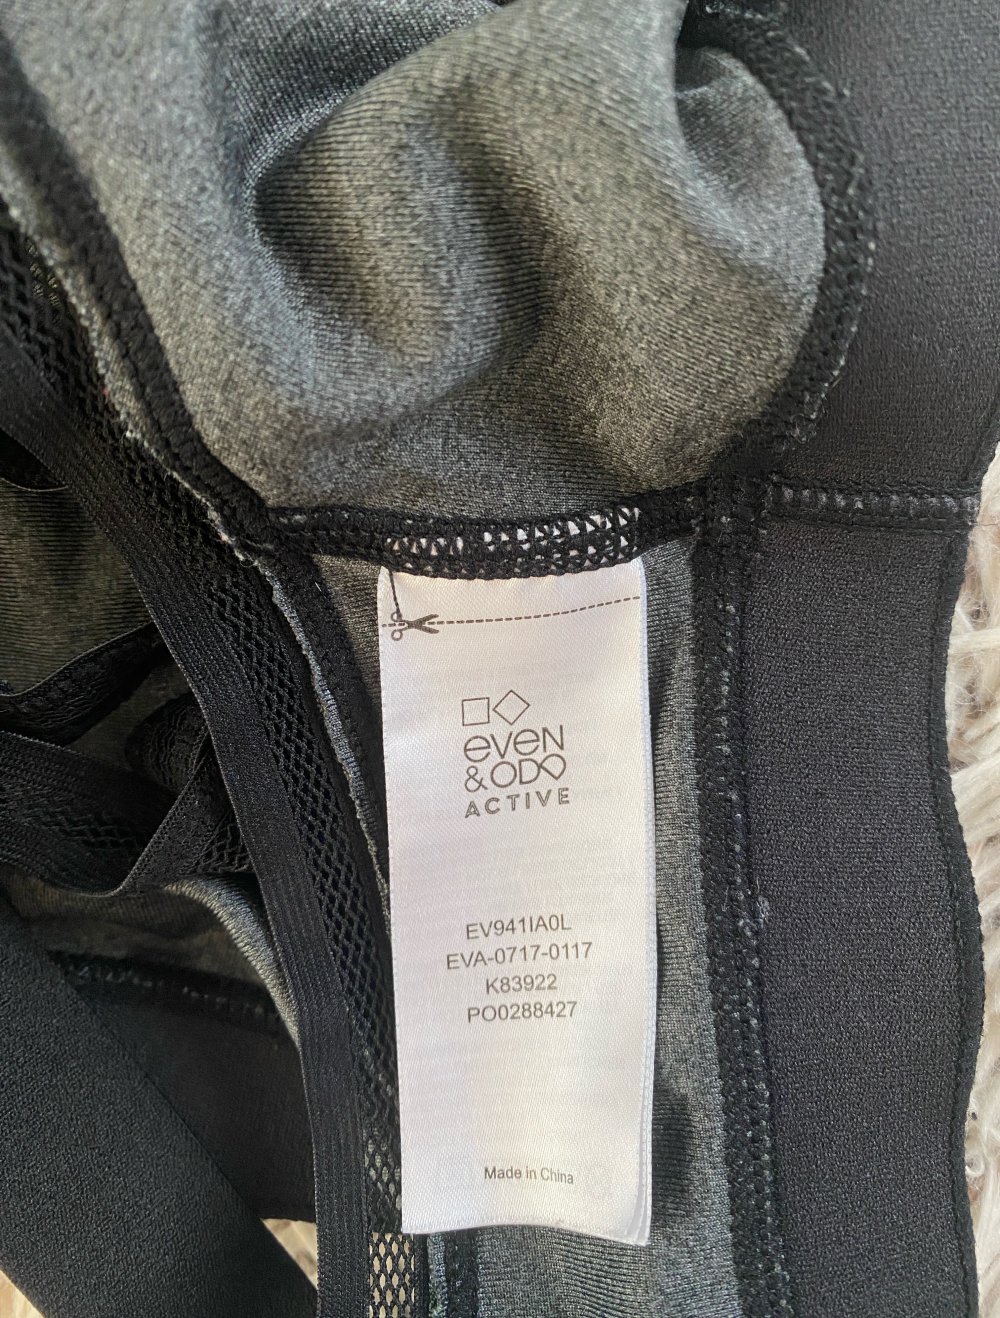 even
&ODD
ACTIVE
EV941IA0L
EVA-0717-0117
K83922
PO0288427
Made in China